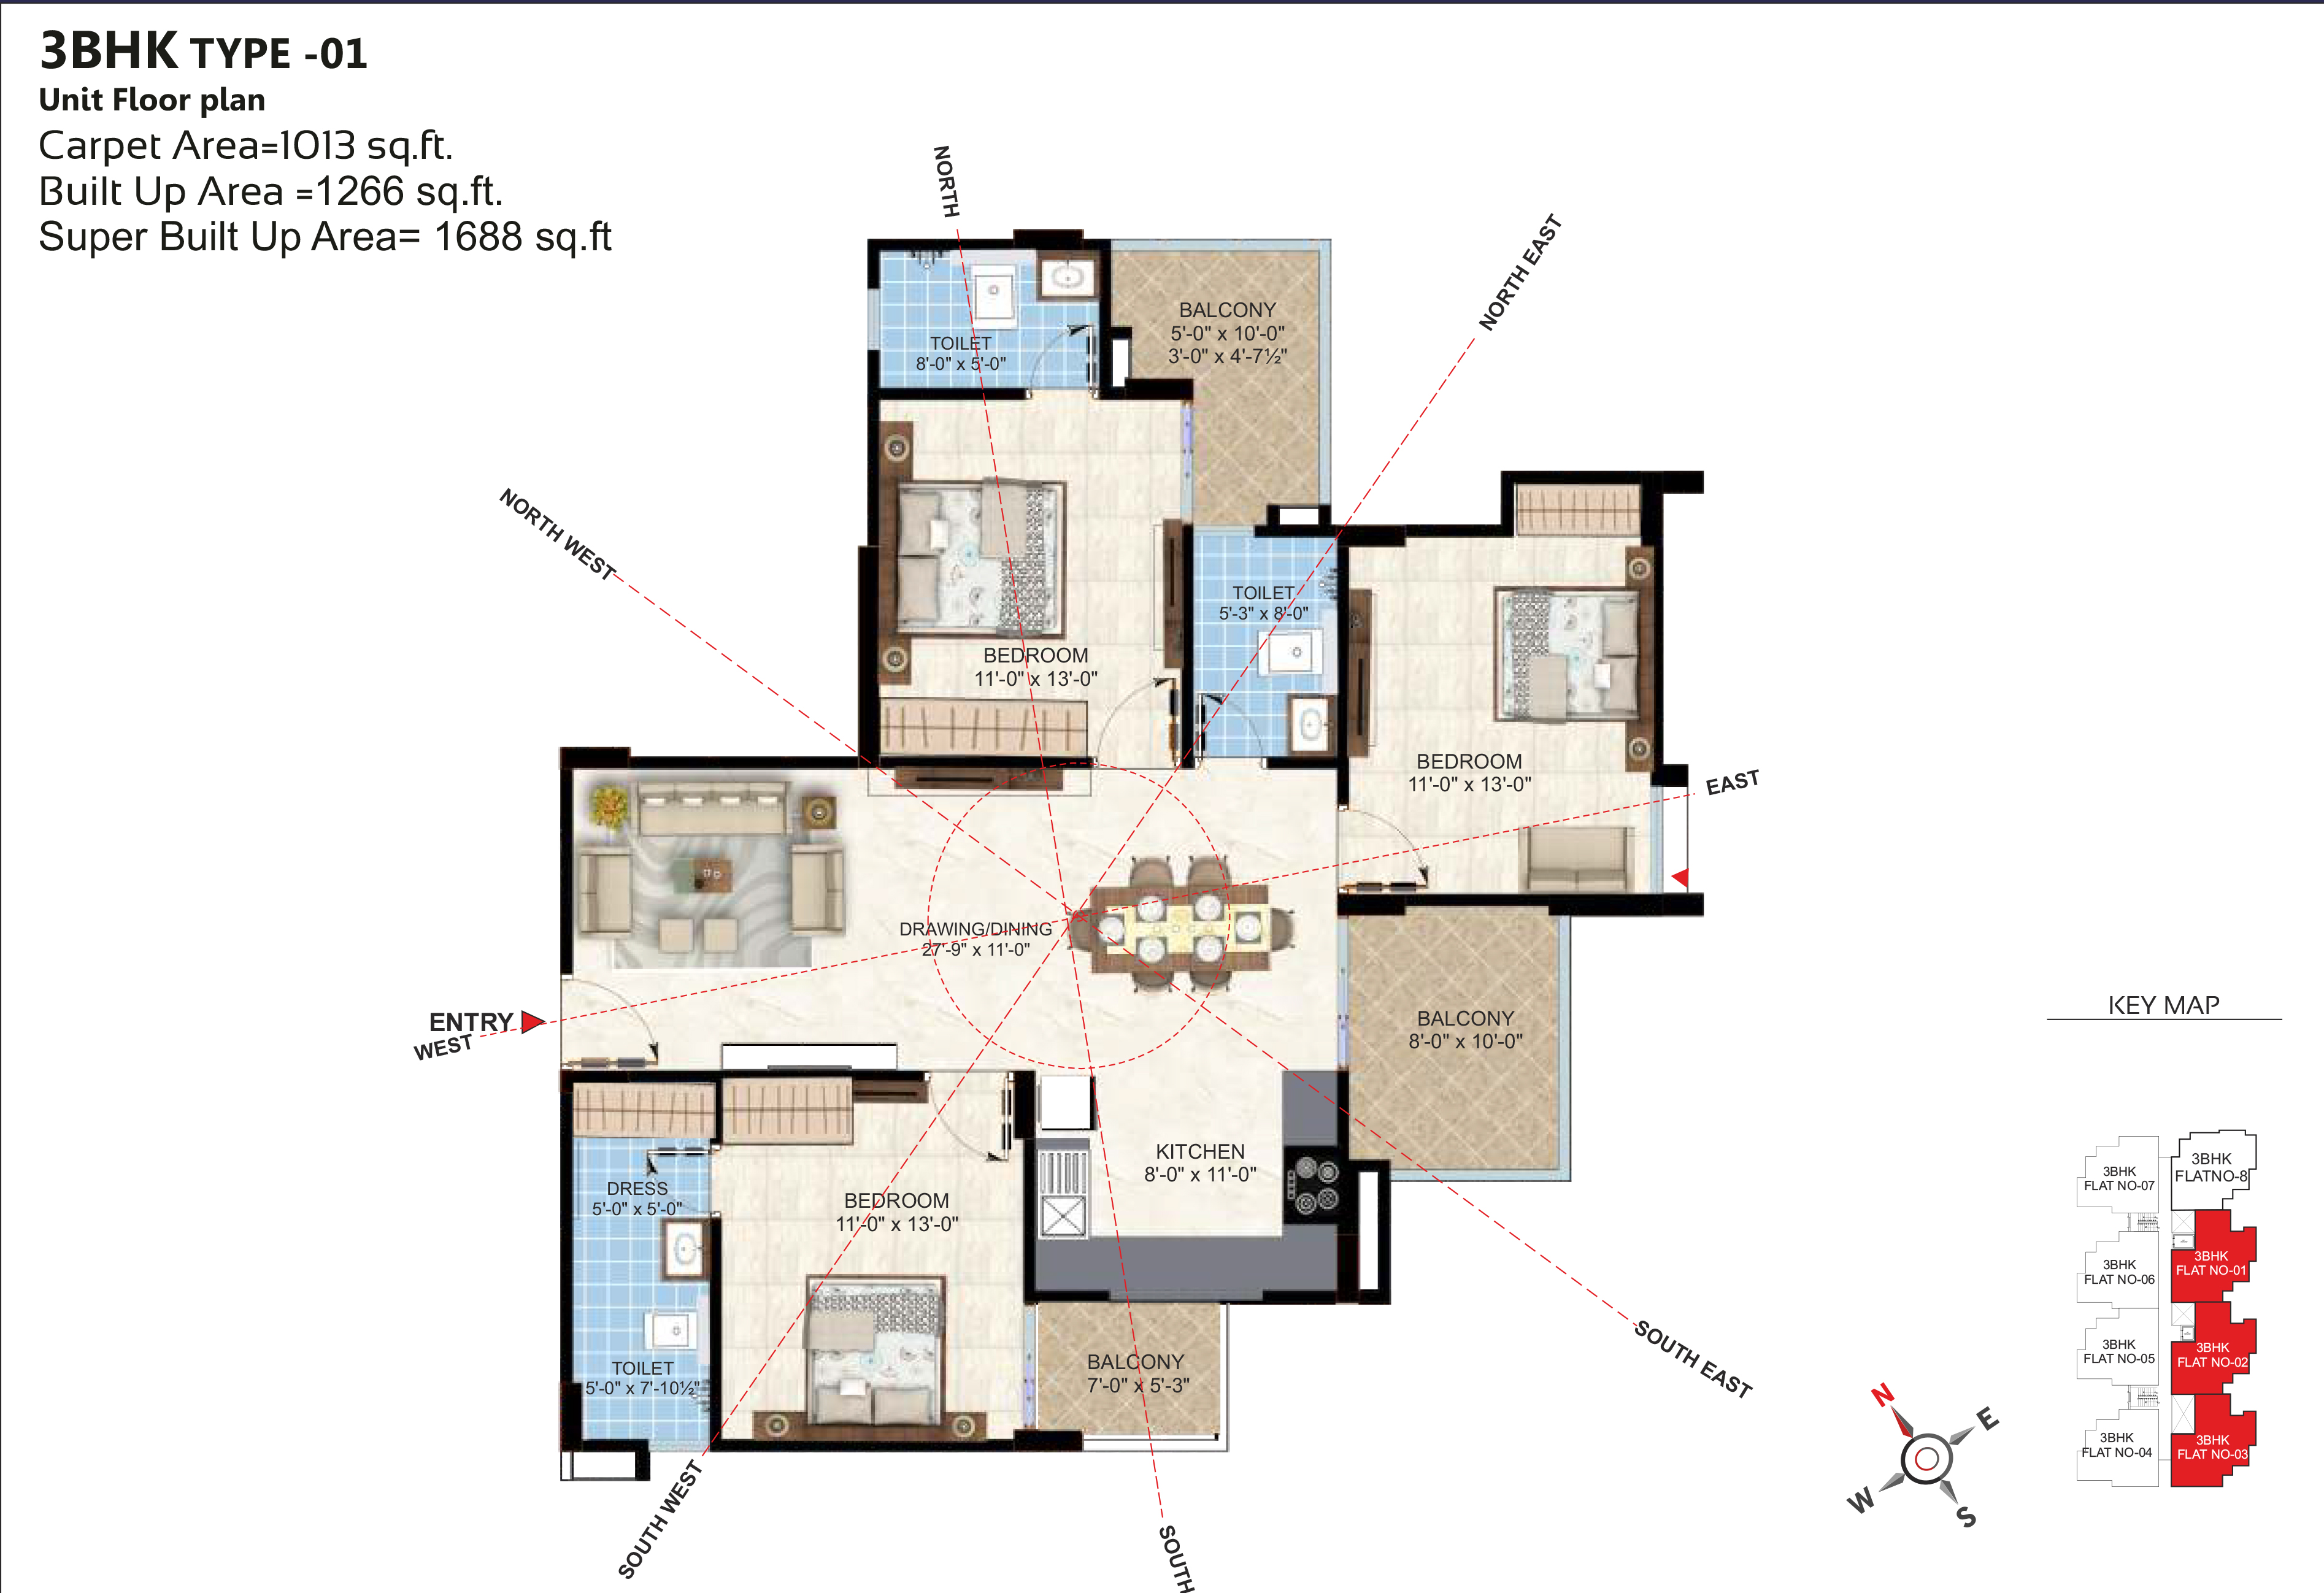 3BHK TYPE -01
Unit Floor plan
Carpet Area=1013 sq.ft.
Built Up Area =1266 sq.ft.
Super Built Up Area= 1688 sq.ft
NORTH
NORTH EAST
NORTH WEST
BALCONY
5'-0" x 10'-0"
3'-0" x 4'-7½"
TOILET
8'-0" x 5'-0"
TOILET
5'-3" x 8'-0"
BEDROOM
11'-0" x 13'-0"
BEDROOM
11'-0" x 13'-0"
EAST
DRAWING/DINING
27'-9" x 11'-0"
ENTRY
WEST
BALCONY
8'-0" x 10'-0"
KITCHEN
8'-0" x 11'-0"
DRESS
5'-0" x 5'-0"
BEDROOM
11'-0" x 13'-0"
TOILET
5'-0" x 7'-10½"
BALCONY
7'-0" x 5'-3"
SOUTH EAST
SOUTH WEST
SOUTH
KEY MAP
3BHK
FLAT NO-07
3BHK
FLATNO-8
3BHK
FLAT NO-06
3BHK
FLAT NO-01
3BHK
FLAT NO-05
3BHK
FLAT NO-02
3BHK
FLAT NO-04
3BHK
FLAT NO-03
N
E
W
S